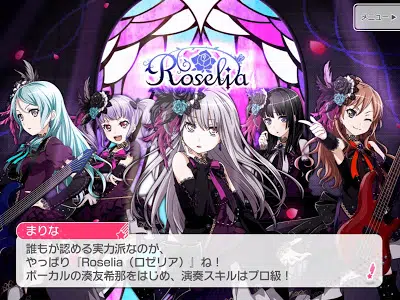 メニュー
Roselia
まりな
誰もが認める実力派なのが、
やっぱり『Roselia（ロゼリア）』ね！
ボーカルの湊友希那をはじめ、演奏スキルはプロ級！